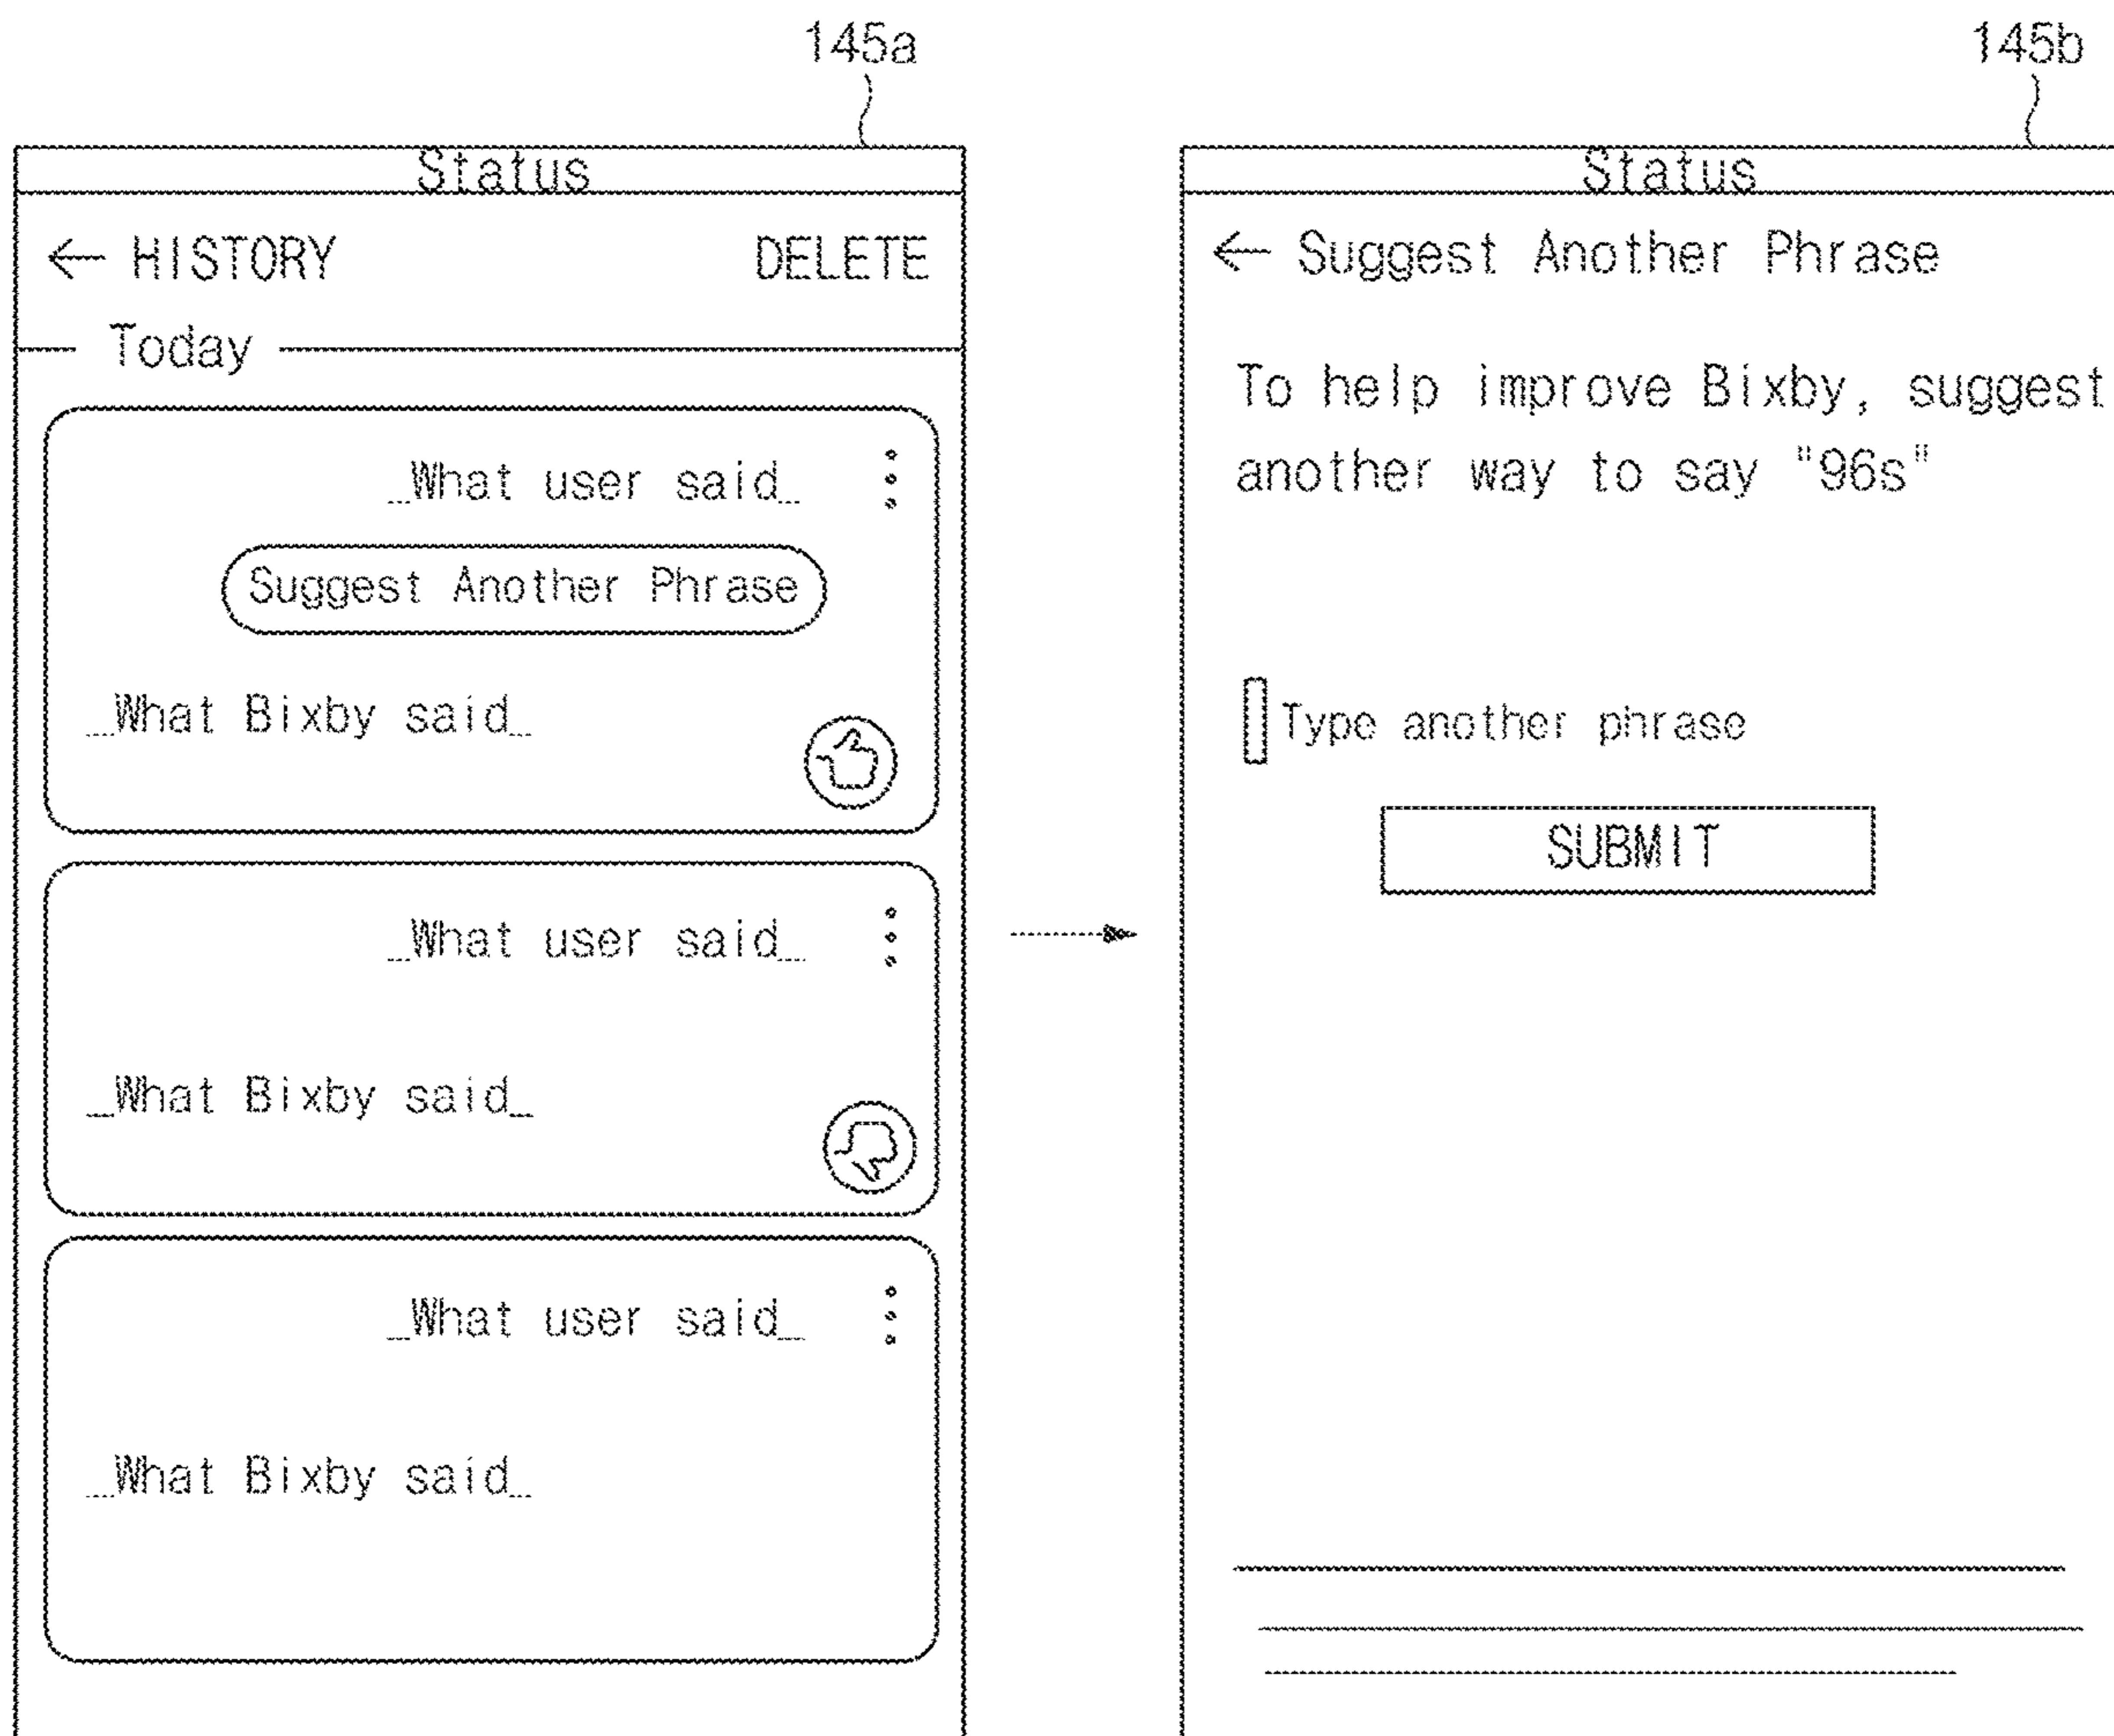 145a
Status
← HISTORY DELETE
Today
_What user said_
Suggest Another Phrase
_What Bixby said_
_What user said_
_What Bixby said_
_What user said_
_What Bixby said_
145b
Status
← Suggest Another Phrase
To help improve Bixby, suggest
another way to say "96s"
Type another phrase
SUBMIT